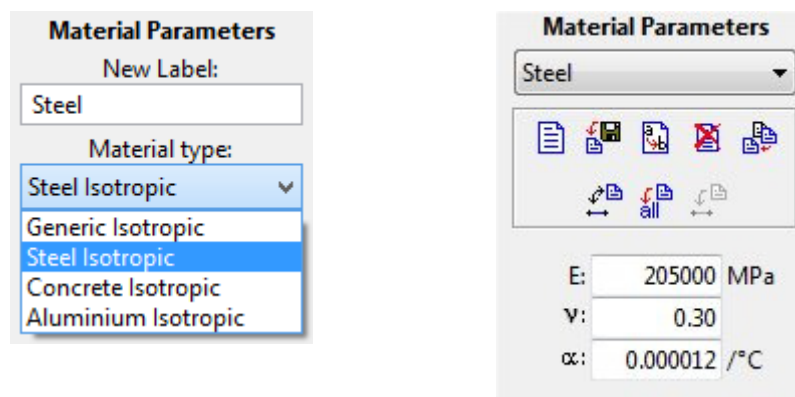 Material Parameters
New Label:
Steel
Material type:
Steel Isotropic
Generic Isotropic
Steel Isotropic
Concrete Isotropic
Aluminium Isotropic
Material Parameters
Steel
a b
all
E: 205000 MPa
ν: 0.30
α: 0.000012 /°C